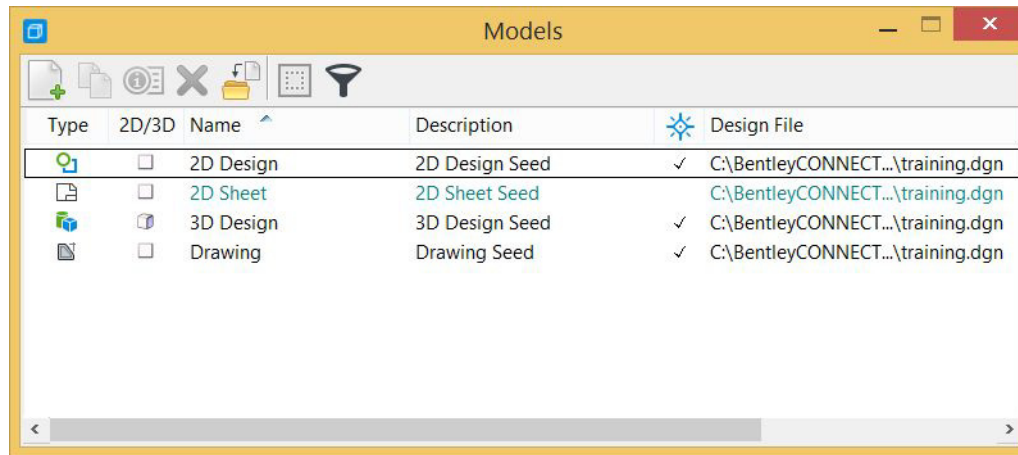 Models
Type 2D/3D Name Description Design File
2D Design 2D Design Seed ✓ C:\BentleyCONNECT...\training.dgn
2D Sheet 2D Sheet Seed C:\BentleyCONNECT...\training.dgn
3D Design 3D Design Seed ✓ C:\BentleyCONNECT...\training.dgn
Drawing Drawing Seed ✓ C:\BentleyCONNECT...\training.dgn